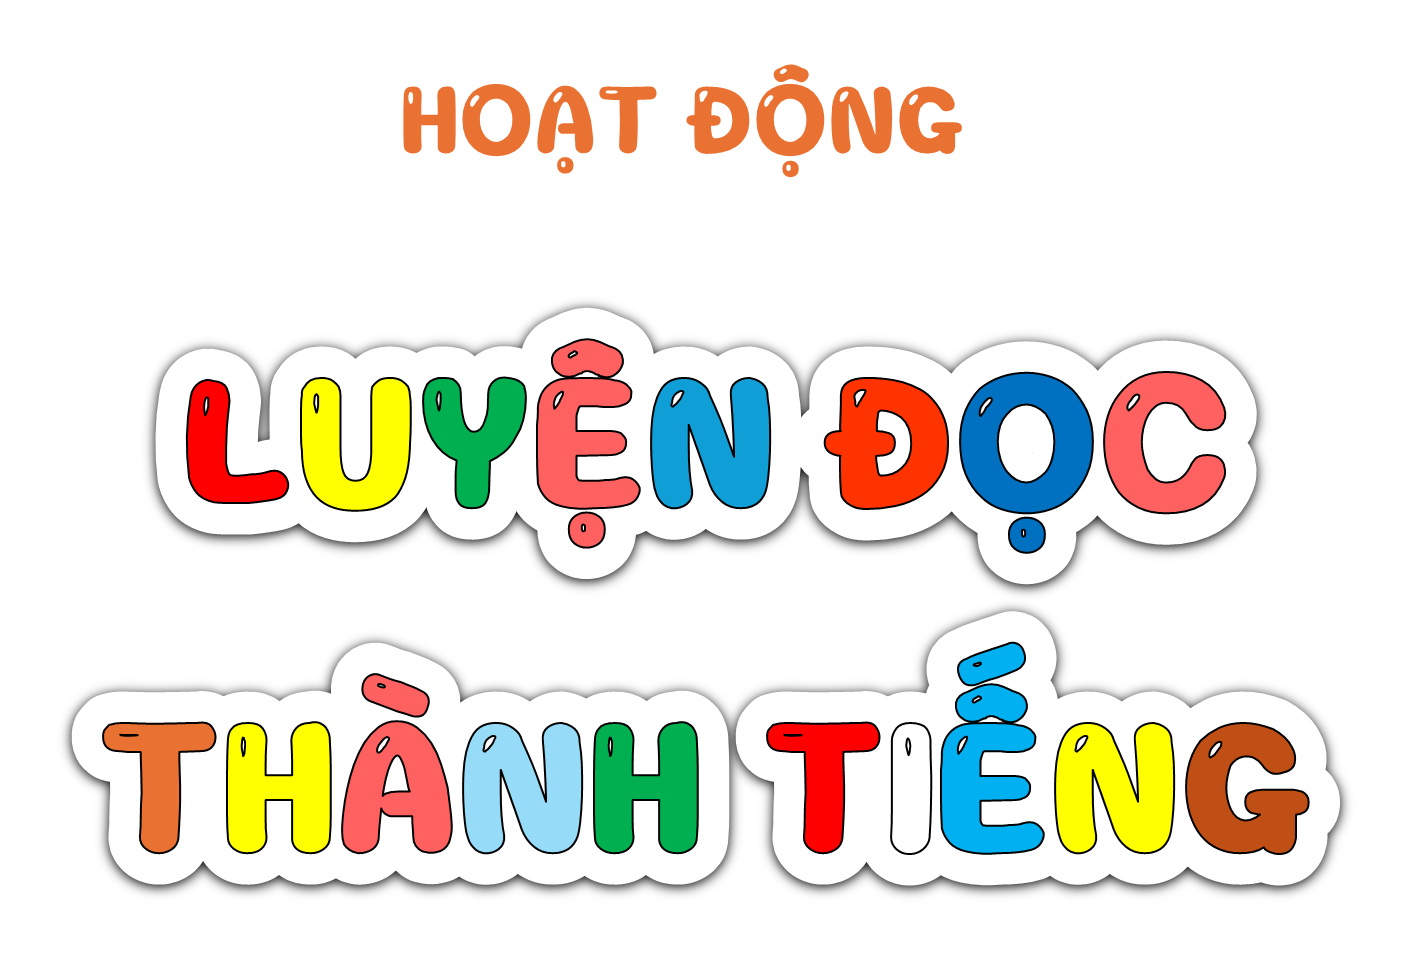 HOẠT ĐỘNG
LUYỆN ĐỌC
THÀNH TIẾNG